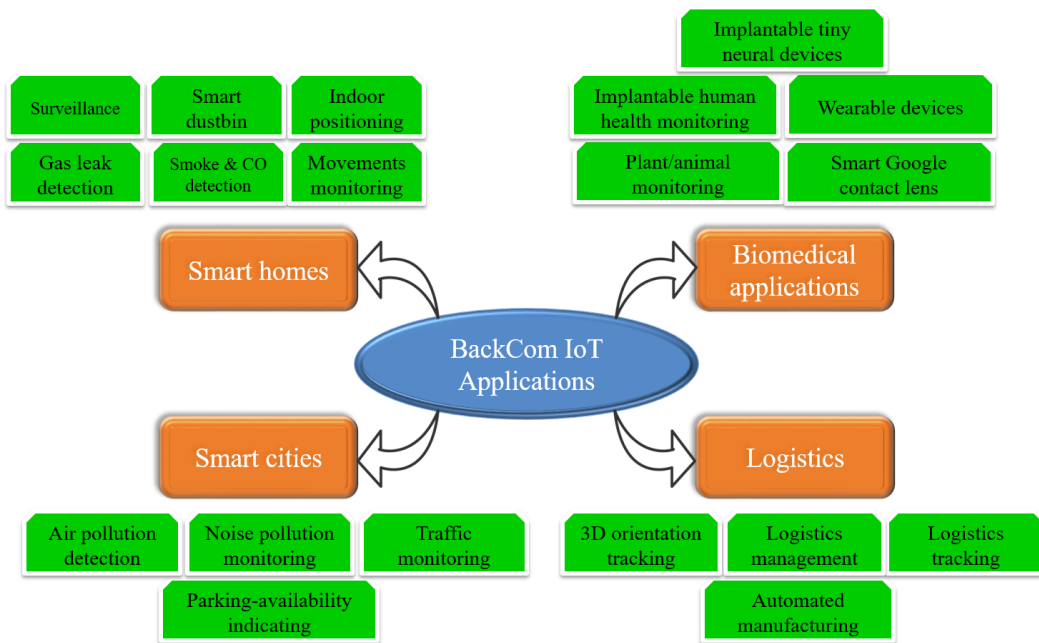 Implantable tiny
neural devices
Surveillance
Smart
dustbin
Indoor
positioning
Implantable human
health monitoring
Wearable devices
Gas leak
detection
Smoke & CO
detection
Movements
monitoring
Plant/animal
monitoring
Smart Google
contact lens
Smart homes
Biomedical
applications
BackCom IoT
Applications
Smart cities
Logistics
Air pollution
detection
Noise pollution
monitoring
Traffic
monitoring
3D orientation
tracking
Logistics
management
Logistics
tracking
Parking-availability
indicating
Automated
manufacturing